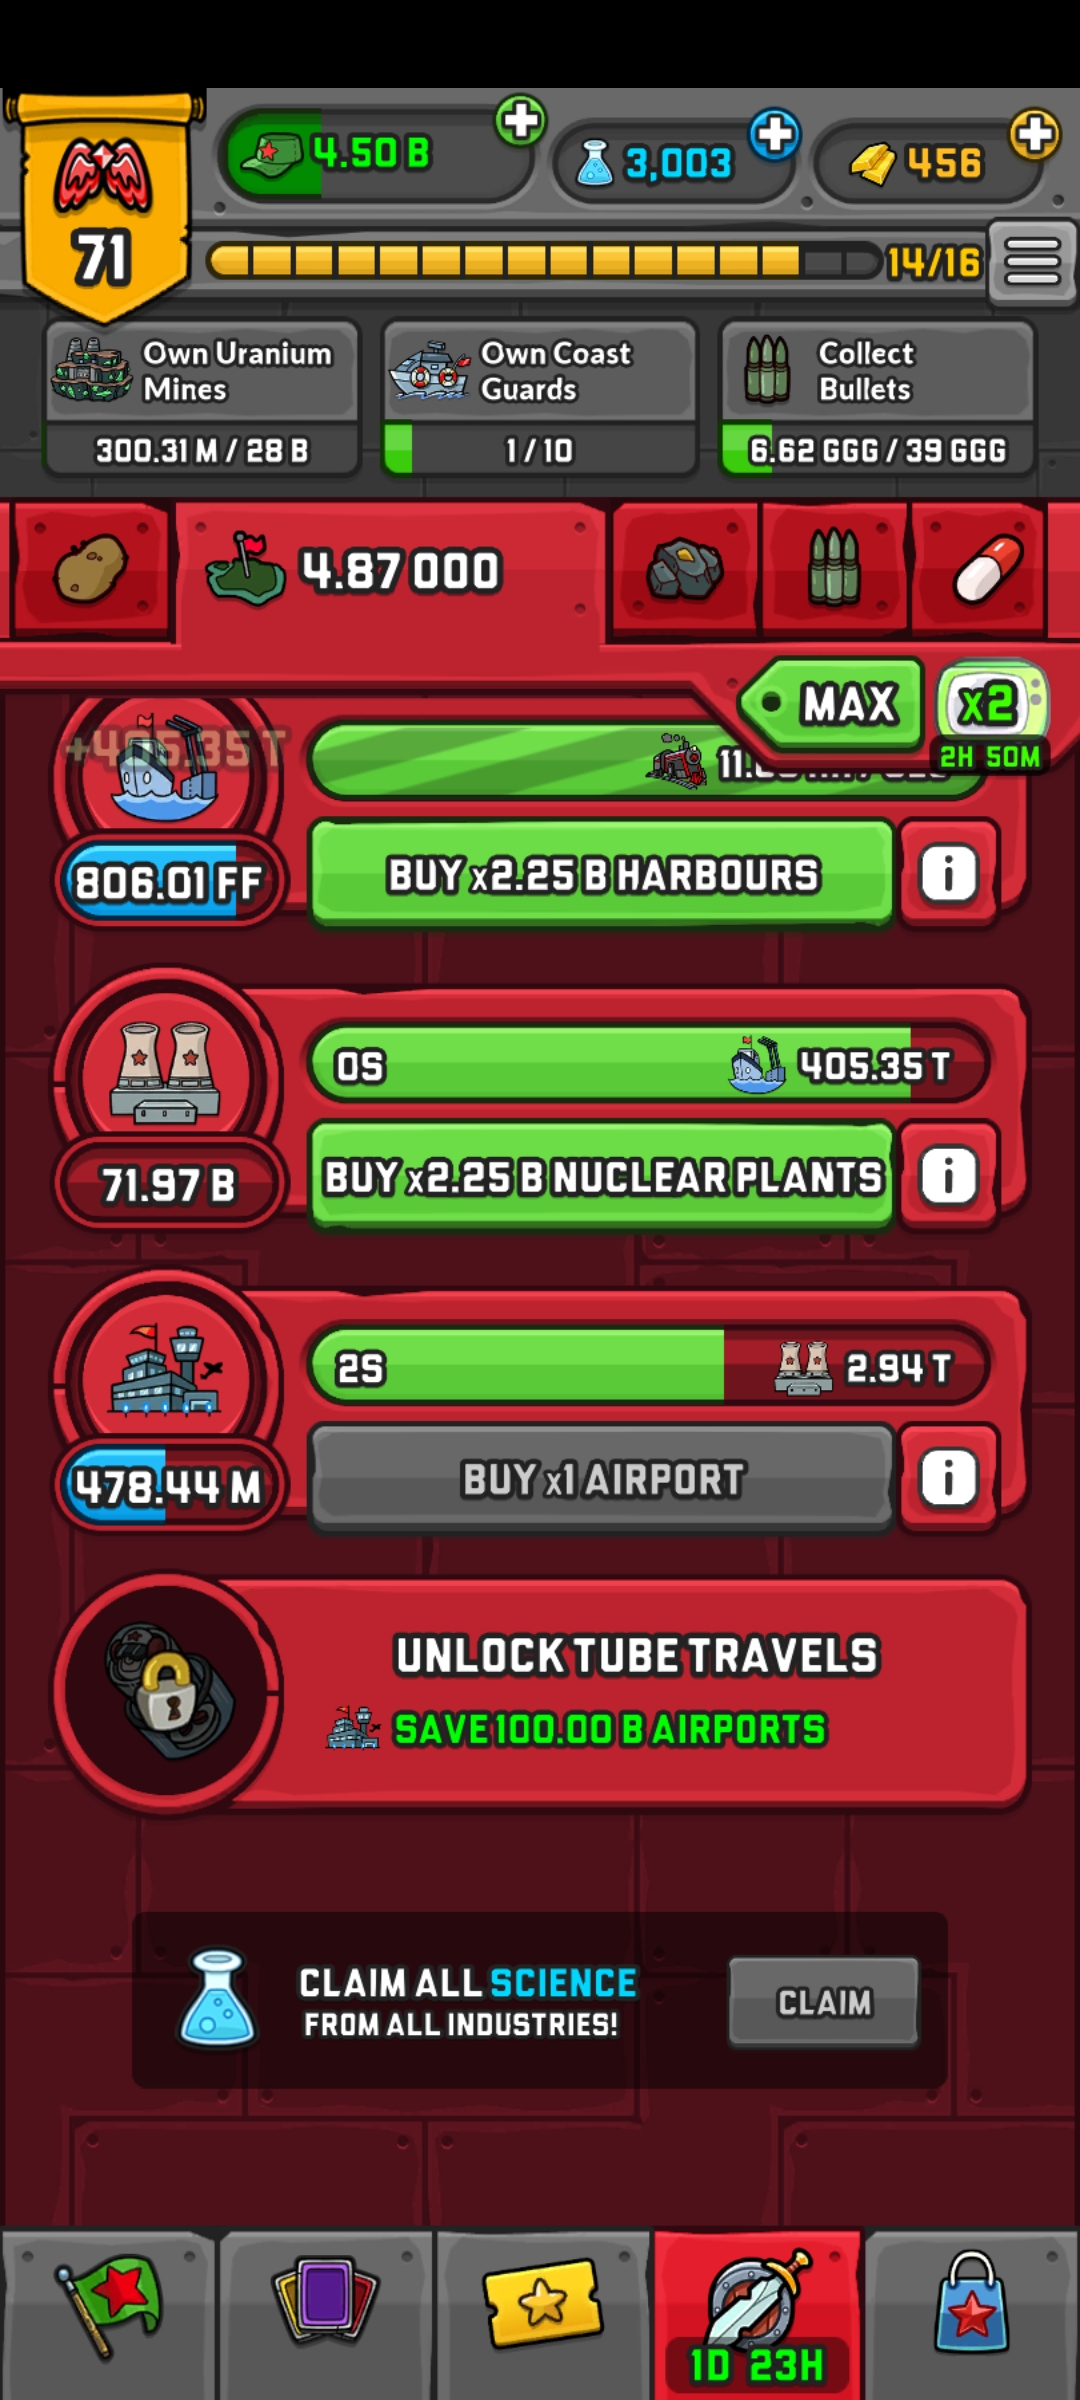 4.50 B
3,003
456
71
14/16
Own Uranium
Mines
300.31 M / 28 B
Own Coast
Guards
1 / 10
Collect
Bullets
6.62 GGG / 39 GGG
4.87 OOO
MAX
x2
2H 50M
+405.35 T
806.01 FF
BUY x2.25 B HARBOURS
i
0S
405.35 T
71.97 B
BUY x2.25 B NUCLEAR PLANTS
i
2S
2.94 T
478.44 M
BUY x1 AIRPORT
i
UNLOCK TUBE TRAVELS
SAVE 100.00 B AIRPORTS
CLAIM ALL SCIENCE
FROM ALL INDUSTRIES!
CLAIM
1D 23H